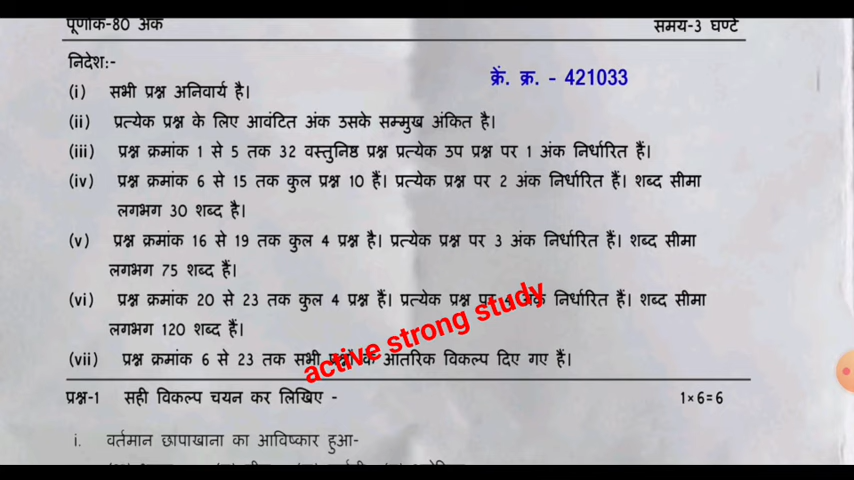 पूर्णांक-80 अंक समय-3 घण्टे
निर्देश:-
क्रें. क्र. - 421033
(i) सभी प्रश्न अनिवार्य है।
(ii) प्रत्येक प्रश्न के लिए आवंटित अंक उसके सम्मुख अंकित है।
(iii) प्रश्न क्रमांक 1 से 5 तक 32 वस्तुनिष्ठ प्रश्न प्रत्येक उप प्रश्न पर 1 अंक निर्धारित हैं।
(iv) प्रश्न क्रमांक 6 से 15 तक कुल प्रश्न 10 हैं। प्रत्येक प्रश्न पर 2 अंक निर्धारित हैं। शब्द सीमा
लगभग 30 शब्द है।
(v) प्रश्न क्रमांक 16 से 19 तक कुल 4 प्रश्न है। प्रत्येक प्रश्न पर 3 अंक निर्धारित हैं। शब्द सीमा
लगभग 75 शब्द हैं।
(vi) प्रश्न क्रमांक 20 से 23 तक कुल 4 प्रश्न हैं। प्रत्येक प्रश्न पर 4 अंक निर्धारित हैं। शब्द सीमा
लगभग 120 शब्द हैं।
active strong study
(vii) प्रश्न क्रमांक 6 से 23 तक सभी प्रश्नों के आंतरिक विकल्प दिए गए हैं।
प्रश्न-1 सही विकल्प चयन कर लिखिए - 1×6=6
i. वर्तमान छापाखाना का आविष्कार हुआ-